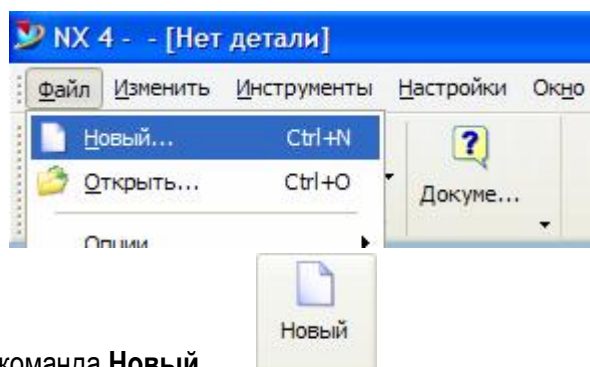 NX 4 - - [Нет детали]
Файл Изменить Инструменты Настройки Окно
Новый... Ctrl+N
Открыть... Ctrl+O
Докуме...
Опции
Новый
команда Новый